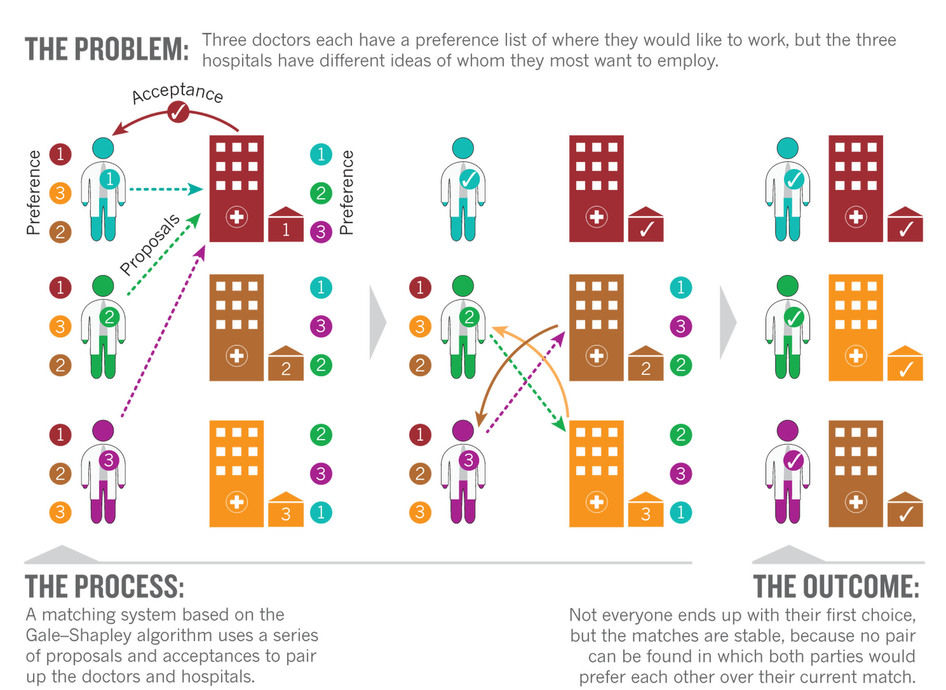 THE PROBLEM:
Three doctors each have a preference list of where they would like to work, but the three
hospitals have different ideas of whom they most want to employ.
Acceptance
Preference
1
3
2
1
Proposals
1
1
2
3
Preference
1
3
2
2
2
1
3
2
1
2
3
3
3
2
3
1
1
3
2
2
2
1
3
2
1
2
3
3
3
2
3
1
THE PROCESS:
A matching system based on the
Gale–Shapley algorithm uses a series
of proposals and acceptances to pair
up the doctors and hospitals.
THE OUTCOME:
Not everyone ends up with their first choice,
but the matches are stable, because no pair
can be found in which both parties would
prefer each other over their current match.